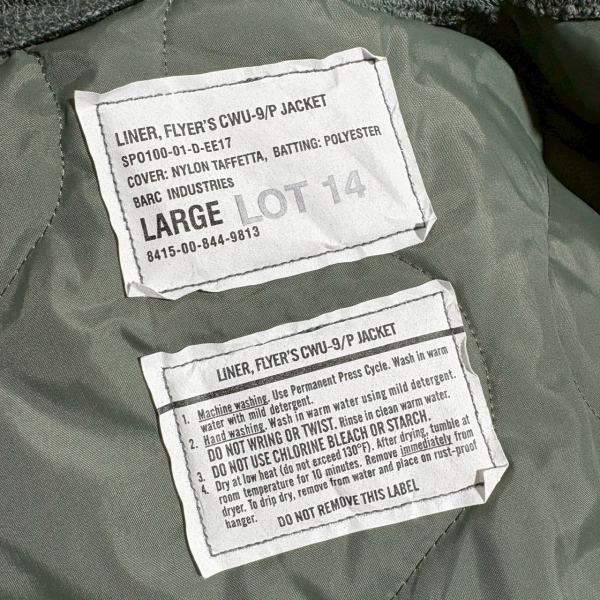 LINER, FLYER'S CWU-9/P JACKET
SPO100-01-D-EE17
COVER: NYLON TAFFETTA, BATTING: POLYESTER
BARC INDUSTRIES
LARGE LOT 14
8415-00-844-9813
LINER, FLYER'S CWU-9/P JACKET
1. Machine washing. Use Permanent Press Cycle. Wash in warm
water with mild detergent.
2. Hand washing. Wash in warm water using mild detergent.
DO NOT WRING OR TWIST. Rinse in clean warm water.
3. DO NOT USE CHLORINE BLEACH OR STARCH.
4. Dry at low heat (do not exceed 130°F). After drying, tumble at
room temperature for 10 minutes. Remove immediately from
dryer. To drip dry, remove from water and place on rust-proof
hanger.
DO NOT REMOVE THIS LABEL